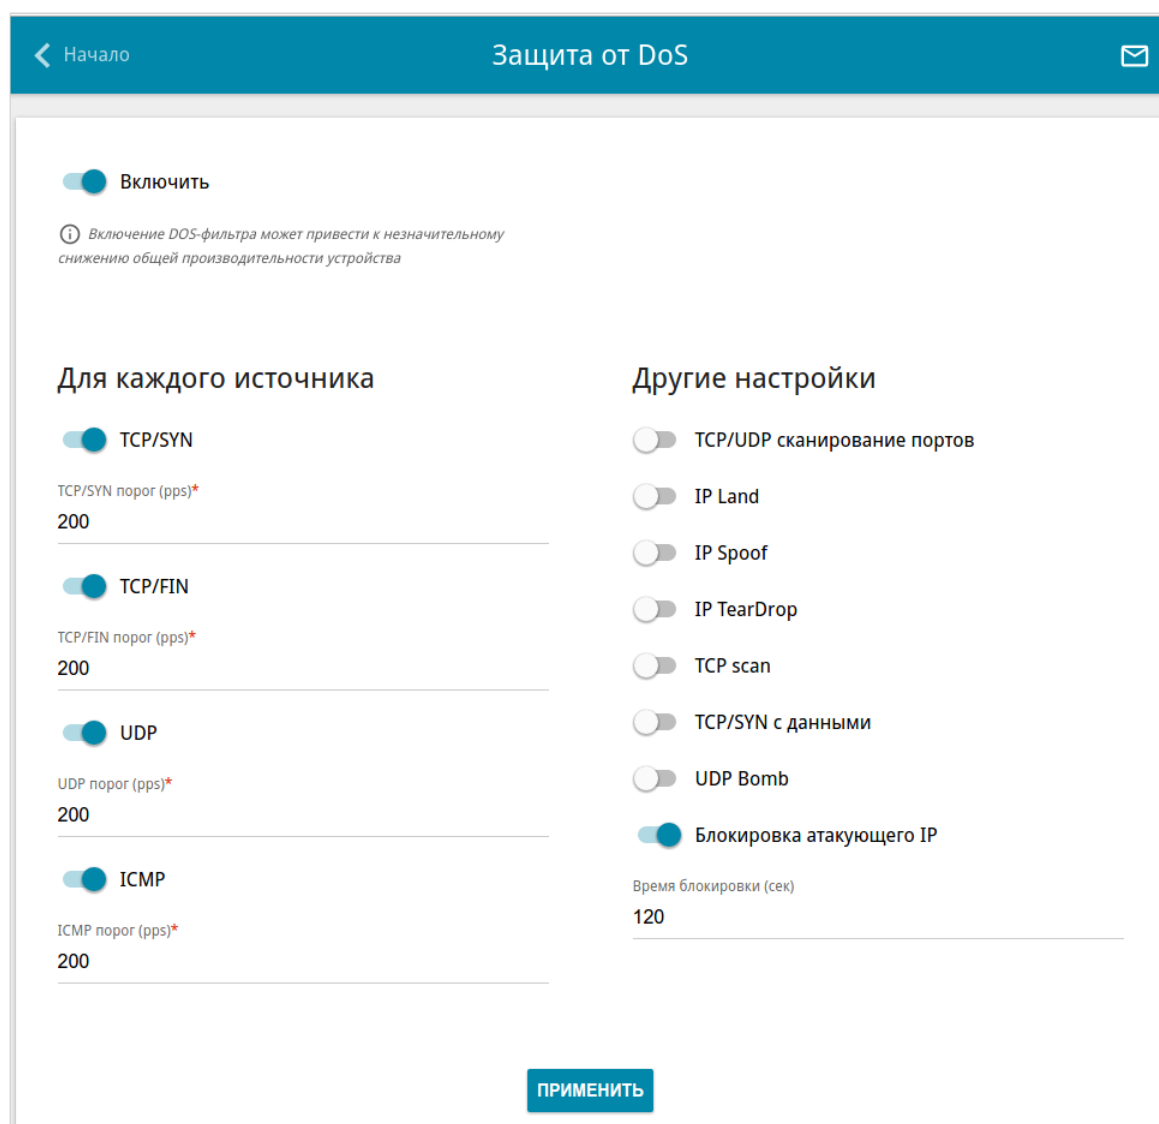 Начало
Защита от DoS
Включить
Включение DOS-фильтра может привести к незначительному
снижению общей производительности устройства
Для каждого источника
TCP/SYN
TCP/SYN порог (pps)*
200
TCP/FIN
TCP/FIN порог (pps)*
200
UDP
UDP порог (pps)*
200
ICMP
ICMP порог (pps)*
200
Другие настройки
TCP/UDP сканирование портов
IP Land
IP Spoof
IP TearDrop
TCP scan
TCP/SYN с данными
UDP Bomb
Блокировка атакующего IP
Время блокировки (сек)
120
ПРИМЕНИТЬ